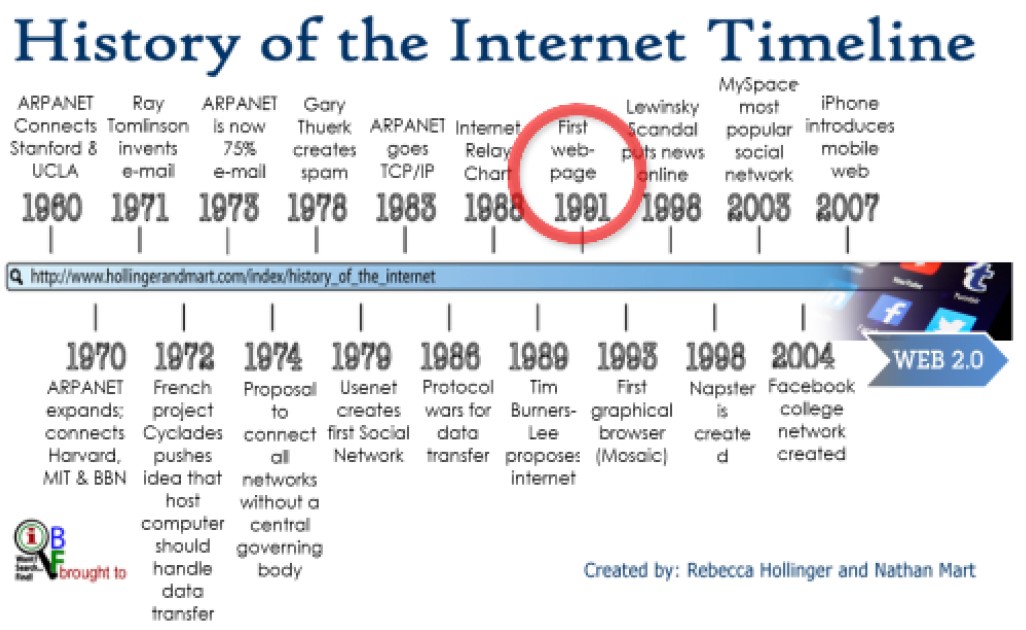 History of the Internet Timeline
ARPANET
Connects
Stanford &
UCLA
1960
Ray
Tomlinson
invents
e-mail
1971
ARPANET
is now
75%
e-mail
1973
Gary
Thuerk
creates
spam
1978
ARPANET
goes
TCP/IP
1983
Internet
Relay
Chart
1988
First
web-
page
1991
Lewinsky
Scandal
puts news
online
1998
MySpace
most
popular
social
network
2003
iPhone
introduces
mobile
web
2007
http://www.hollingerandmart.com/index/history_of_the_internet
YouTube
Tumblr
WEB 2.0
1970
ARPANET
expands;
connects
Harvard,
MIT & BBN
1972
French
project
Cyclades
pushes
idea that
host
computer
should
handle
data
transfer
1974
Proposal
to
connect
all
networks
without a
central
governing
body
1979
Usenet
creates
first Social
Network
1986
Protocol
wars for
data
transfer
1989
Tim
Burners-
Lee
proposes
internet
1993
First
graphical
browser
(Mosaic)
1998
Napster
is
create
d
2004
Facebook
college
network
created
i B
F
Search...
Find!
brought to
Created by: Rebecca Hollinger and Nathan Mart